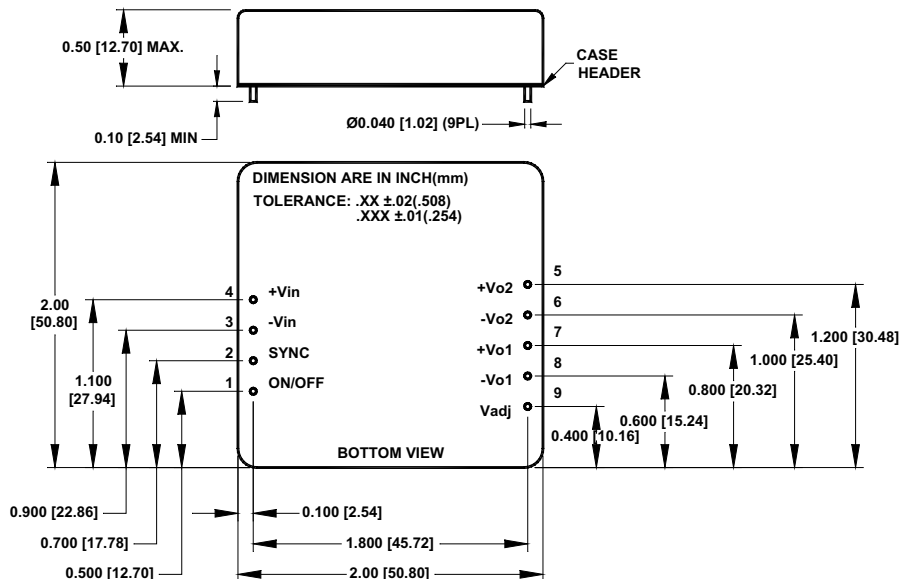 0.50 [12.70] MAX.
CASE
HEADER
0.10 [2.54] MIN
Ø0.040 [1.02] (9PL)
DIMENSION ARE IN INCH(mm)
TOLERANCE: .XX ±.02(.508)
.XXX ±.01(.254)
2.00
[50.80]
1.100
[27.94]
4 +Vin
3 -Vin
2 SYNC
1 ON/OFF
+Vo2 5
-Vo2 6
+Vo1 7
-Vo1 8
Vadj 9
1.200 [30.48]
1.000 [25.40]
0.800 [20.32]
0.600 [15.24]
0.400 [10.16]
BOTTOM VIEW
0.900 [22.86]
0.700 [17.78]
0.500 [12.70]
0.100 [2.54]
1.800 [45.72]
2.00 [50.80]